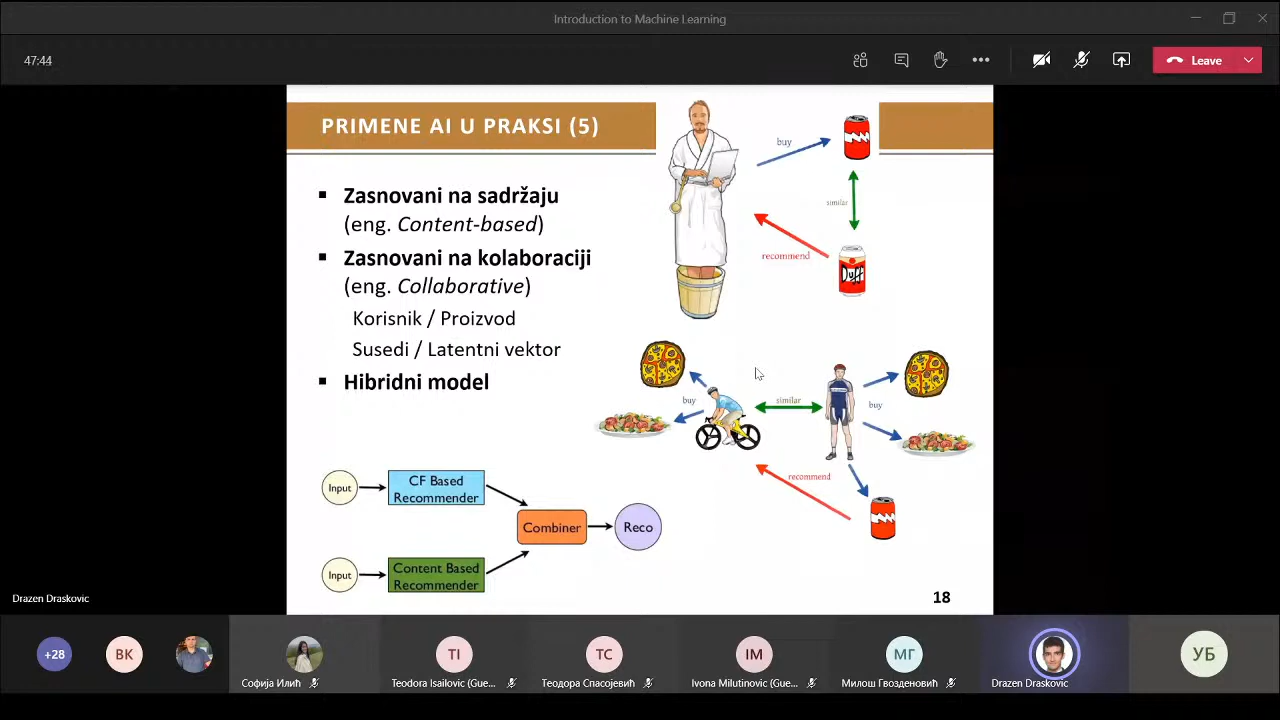 Introduction to Machine Learning
47:44
Leave
PRIMENE AI U PRAKSI (5)
▪ Zasnovani na sadržaju
(eng. Content-based)
▪ Zasnovani na kolaboraciji
(eng. Collaborative)
Korisnik / Proizvod
Susedi / Latentni vektor
▪ Hibridni model
buy
similar
recommend
Duff
buy
similar
buy
recommend
Input
CF Based
Recommender
Combiner
Reco
Input
Content Based
Recommender
18
Drazen Draskovic
+28
ВК
Софија Илић
TI
Teodora Isailovic (Gue...
ТС
Теодора Спасојевић
IM
Ivona Milutinovic (Gue...
МГ
Милош Гвозденовић
Drazen Draskovic
УБ